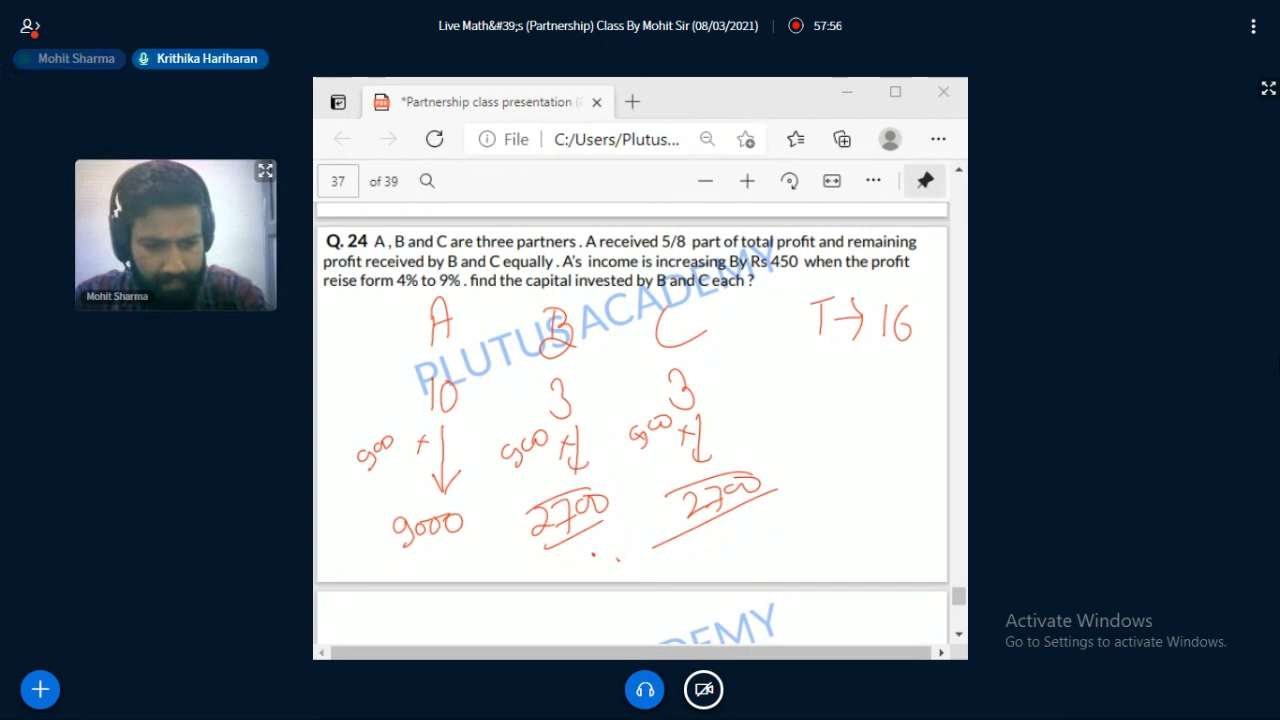 Live Math&#39;s (Partnership) Class By Mohit Sir (08/03/2021)
57:56
Mohit Sharma
Krithika Hariharan
*Partnership class presentation (
File
C:/Users/Plutus...
37
of 39
Q. 24 A , B and C are three partners . A received 5/8 part of total profit and remaining
profit received by B and C equally . A's income is increasing By Rs 450 when the profit
reise form 4% to 9% . find the capital invested by B and C each ?
Mohit Sharma
PLUTUS ACADEMY
A B C T → 16
10 3 3
900 × 900 × 900 ×
9000 2700 2700
ADEMY
Activate Windows
Go to Settings to activate Windows.